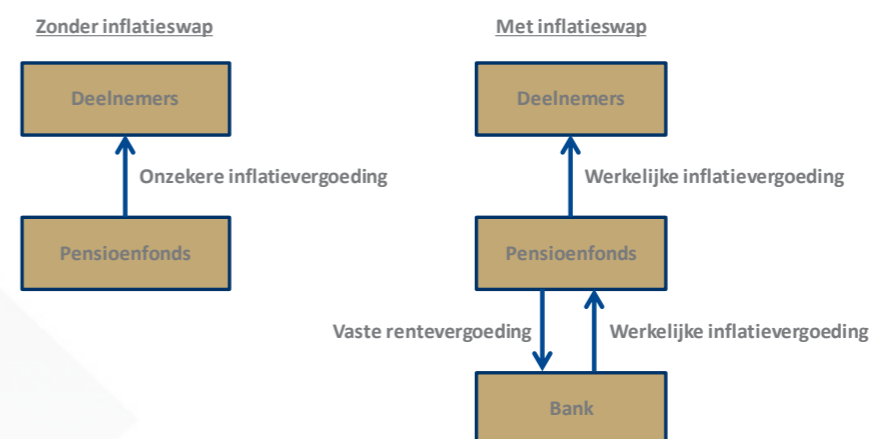 Zonder inflatieswap
Deelnemers
Onzekere inflatievergoeding
Pensioenfonds
Met inflatieswap
Deelnemers
Werkelijke inflatievergoeding
Pensioenfonds
Vaste rentevergoeding
Werkelijke inflatievergoeding
Bank